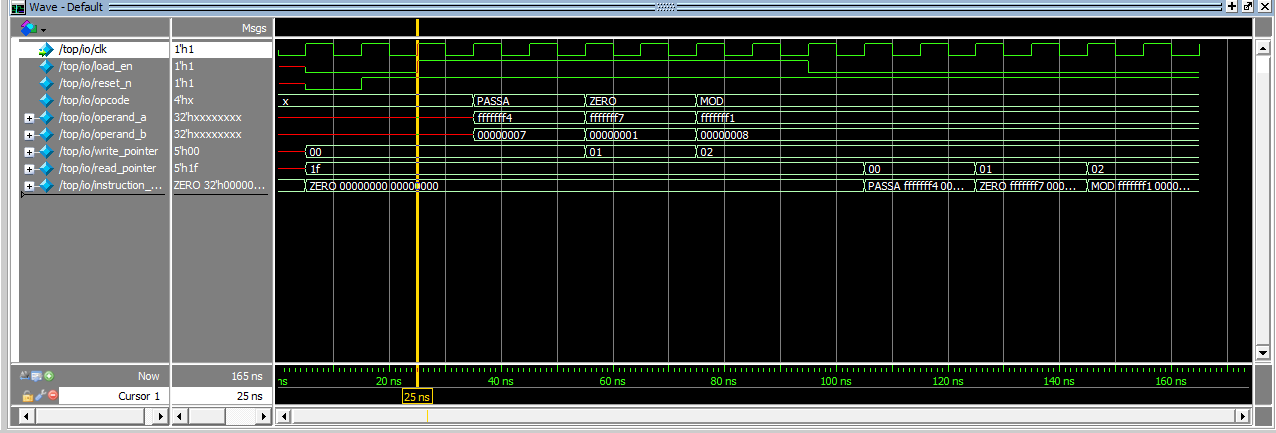 Wave - Default
Msgs
/top/io/clk 1'h1
/top/io/load_en 1'h1
/top/io/reset_n 1'h1
/top/io/opcode 4'hx x PASSA ZERO MOD
/top/io/operand_a 32'hxxxxxxxx fffffff4 fffffff7 fffffff1
/top/io/operand_b 32'hxxxxxxxx 00000007 00000001 00000008
/top/io/write_pointer 5'h00 00 01 02
/top/io/read_pointer 5'h1f 1f 00 01 02
/top/io/instruction_... ZERO 32'h00000... ZERO 00000000 00000000 PASSA fffffff4 00... ZERO fffffff7 000... MOD fffffff1 0000...
Now 165 ns ns 20 ns 40 ns 60 ns 80 ns 100 ns 120 ns 140 ns 160 ns
Cursor 1 25 ns 25 ns